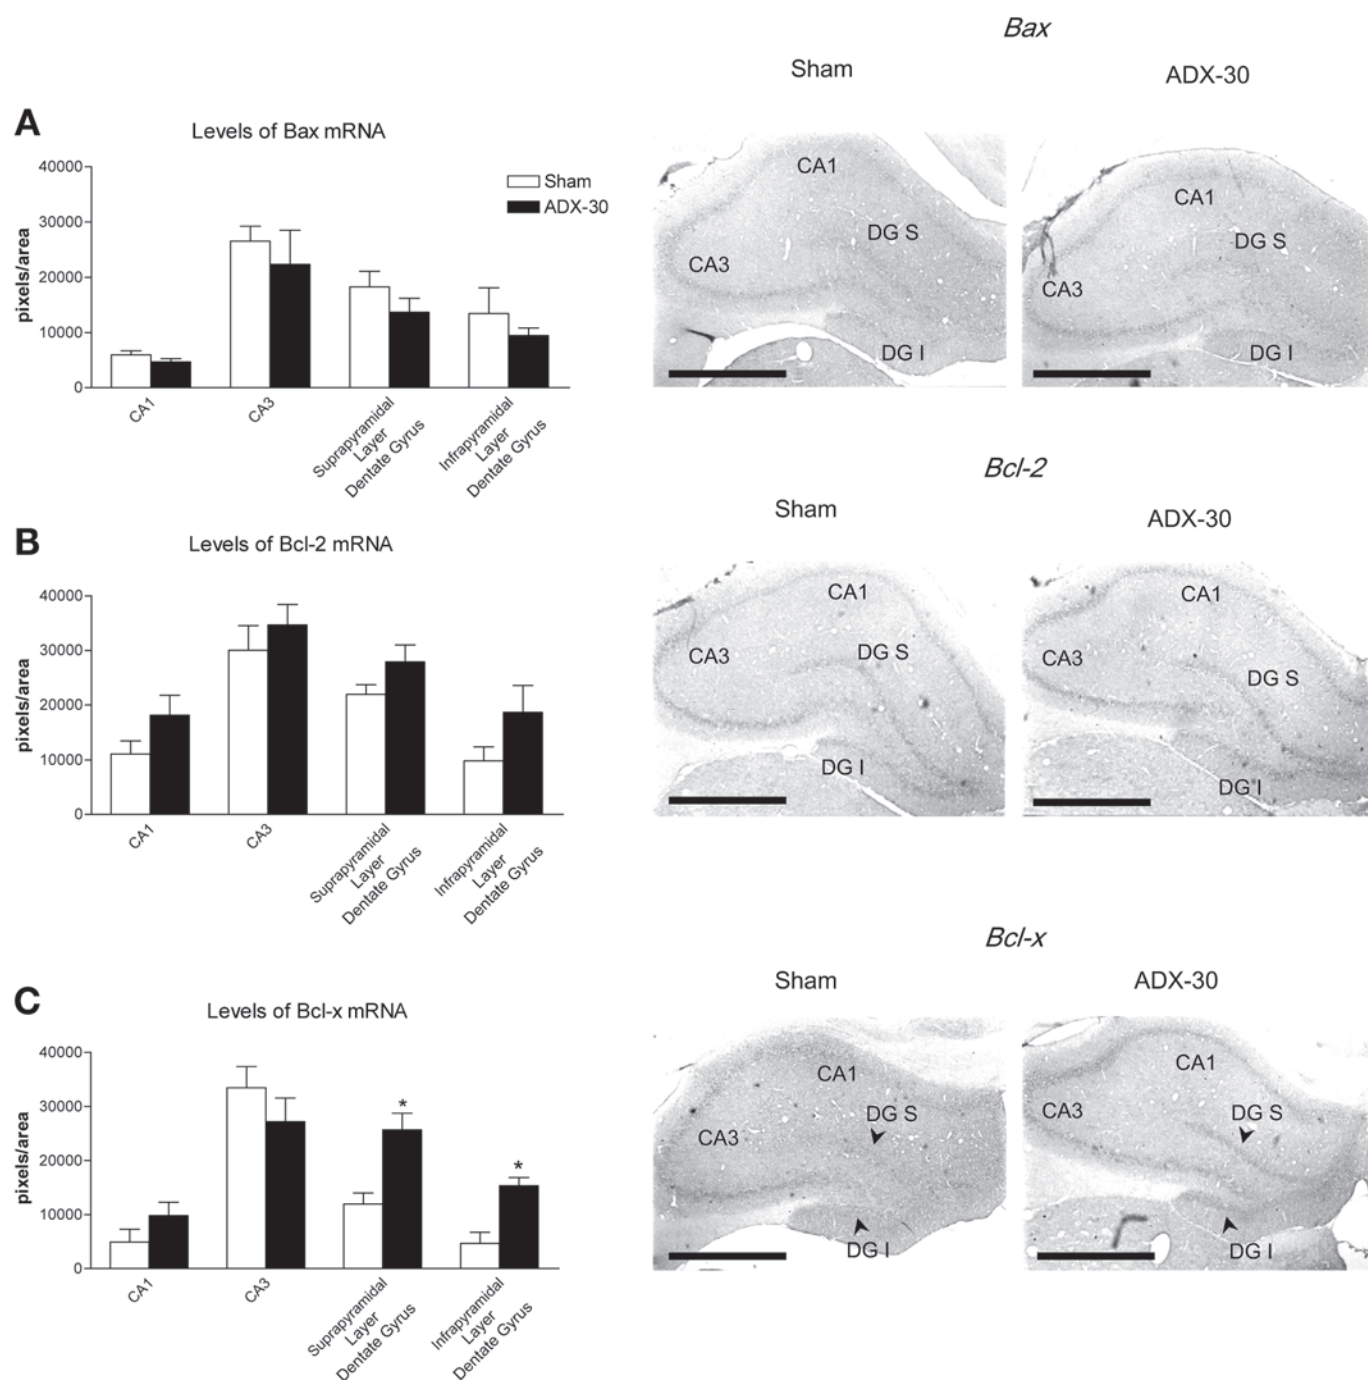 Bax
Sham
ADX-30
A
Levels of Bax mRNA
40000
30000
20000
10000
0
pixels/area
Sham
ADX-30
CA1
CA3
Suprapyramidal
Layer
Dentate Gyrus
Infrapyramidal
Layer
Dentate Gyrus
CA1
DG S
CA3
DG I
CA1
DG S
CA3
DG I
Bcl-2
Sham
ADX-30
B
Levels of Bcl-2 mRNA
40000
30000
20000
10000
0
pixels/area
CA1
CA3
Suprapyramidal
Layer
Dentate Gyrus
Infrapyramidal
Layer
Dentate Gyrus
CA1
DG S
CA3
DG I
CA1
CA3
DG S
DG I
Bcl-x
Sham
ADX-30
C
Levels of Bcl-x mRNA
40000
30000
20000
10000
0
pixels/area
*
*
CA1
CA3
Suprapyramidal
Layer
Dentate Gyrus
Infrapyramidal
Layer
Dentate Gyrus
CA1
DG S
CA3
DG I
CA1
DG S
CA3
DG I